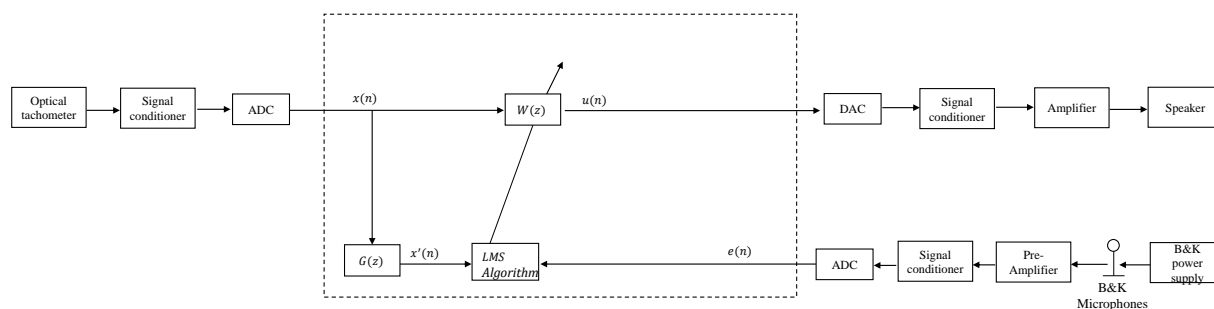 Optical
tachometer
Signal
conditioner
ADC
x(n)
W(z)
u(n)
DAC
Signal
conditioner
Amplifier
Speaker
G(z)
x'(n)
LMS
Algorithm
e(n)
ADC
Signal
conditioner
Pre-
Amplifier
B&K
Microphones
B&K
power
supply